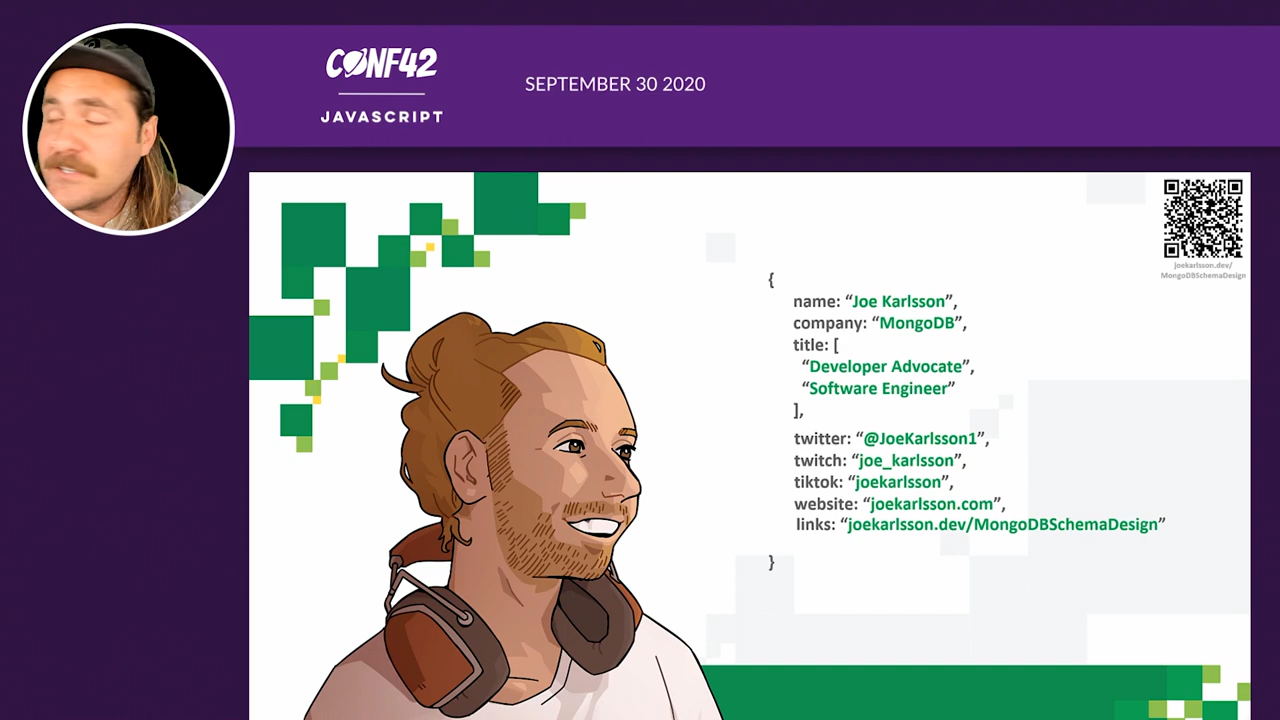 CONF42
JAVASCRIPT
SEPTEMBER 30 2020
joekarlsson.dev/
MongoDBSchemaDesign
{
name: “Joe Karlsson”,
company: “MongoDB”,
title: [
“Developer Advocate”,
“Software Engineer”
],
twitter: “@JoeKarlsson1”,
twitch: “joe_karlsson”,
tiktok: “joekarlsson”,
website: “joekarlsson.com”,
links: “joekarlsson.dev/MongoDBSchemaDesign”
}